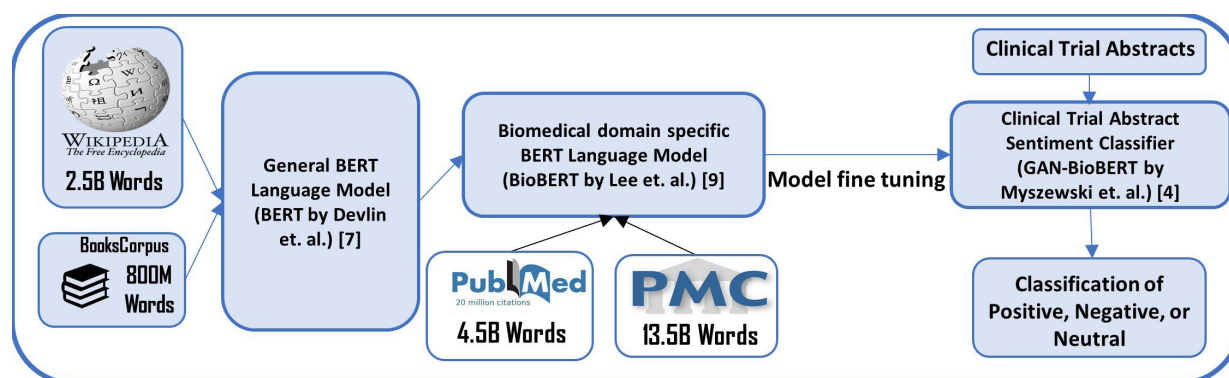 WIKIPEDIA
The Free Encyclopedia
2.5B Words
BooksCorpus
800M
Words
General BERT
Language Model
(BERT by Devlin
et. al.) [7]
Biomedical domain specific
BERT Language Model
(BioBERT by Lee et. al.) [9]
PubMed
20 million citations
4.5B Words
PMC
13.5B Words
Model fine tuning
Clinical Trial Abstracts
Clinical Trial Abstract
Sentiment Classifier
(GAN-BioBERT by
Myszewski et. al.) [4]
Classification of
Positive, Negative, or
Neutral